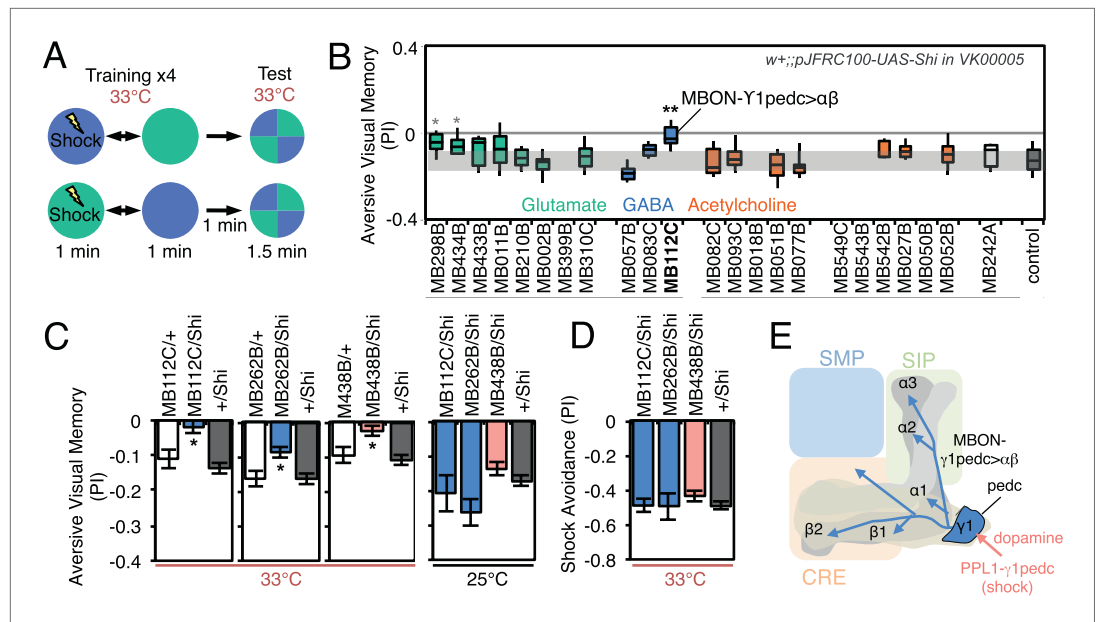 A
Training x4
33°C
Test
33°C
Shock
Shock
1 min
1 min
1 min
1.5 min
B
Aversive Visual Memory
(PI)
0.4
0
-0.4
w+;;pJFRC100-UAS-Shi in VK00005
* * **
MBON-Υ1pedc>αβ
Glutamate GABA Acetylcholine
MB298B
MB434B
MB433B
MB011B
MB210B
MB002B
MB399B
MB310C
MB057B
MB083C
MB112C
MB082C
MB093C
MB018B
MB051B
MB077B
MB549C
MB543B
MB542B
MB027B
MB050B
MB052B
MB242A
control
C
Aversive Visual Memory
(PI)
0
-0.1
-0.2
-0.3
-0.4
MB112C/+
MB112C/Shi
+/Shi
*
MB262B/+
MB262B/Shi
+/Shi
*
M438B/+
MB438B/Shi
+/Shi
*
33°C
MB112C/Shi
MB262B/Shi
MB438B/Shi
+/Shi
25°C
D
Shock Avoidance (PI)
0
-0.2
-0.4
-0.6
-0.8
MB112C/Shi
MB262B/Shi
MB438B/Shi
+/Shi
33°C
E
SMP
SIP
α3
α2
MBON-
γ1pedc>αβ
α1
pedc
γ1
β2
β1
dopamine
PPL1-γ1pedc
(shock)
CRE